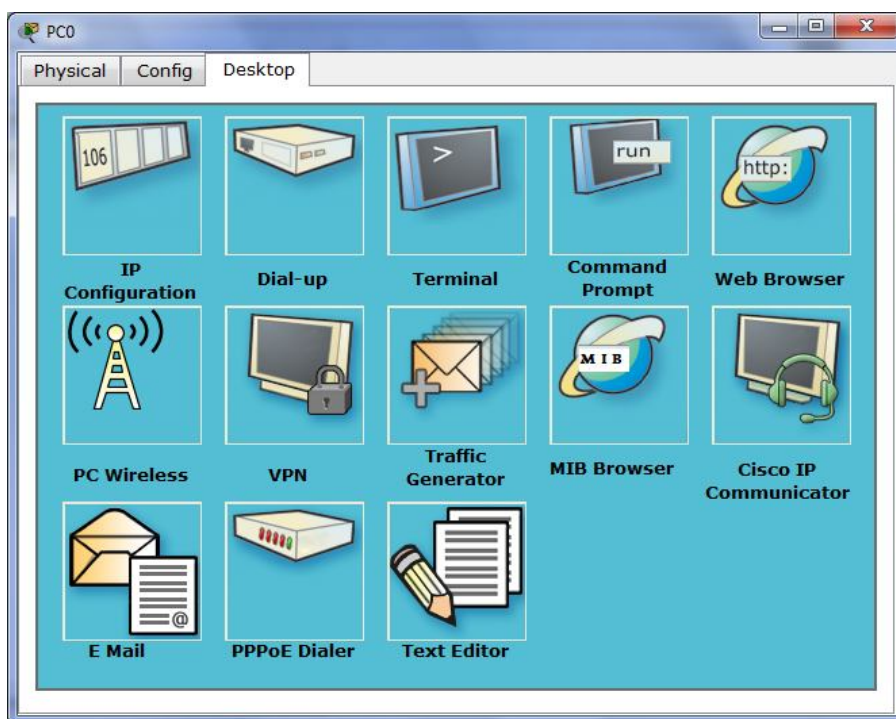 PC0
Physical
Config
Desktop
106
>
run
http:
IP
Configuration
Dial-up
Terminal
Command
Prompt
Web Browser
MIB
PC Wireless
VPN
Traffic
Generator
MIB Browser
Cisco IP
Communicator
@
E Mail
PPPoE Dialer
Text Editor